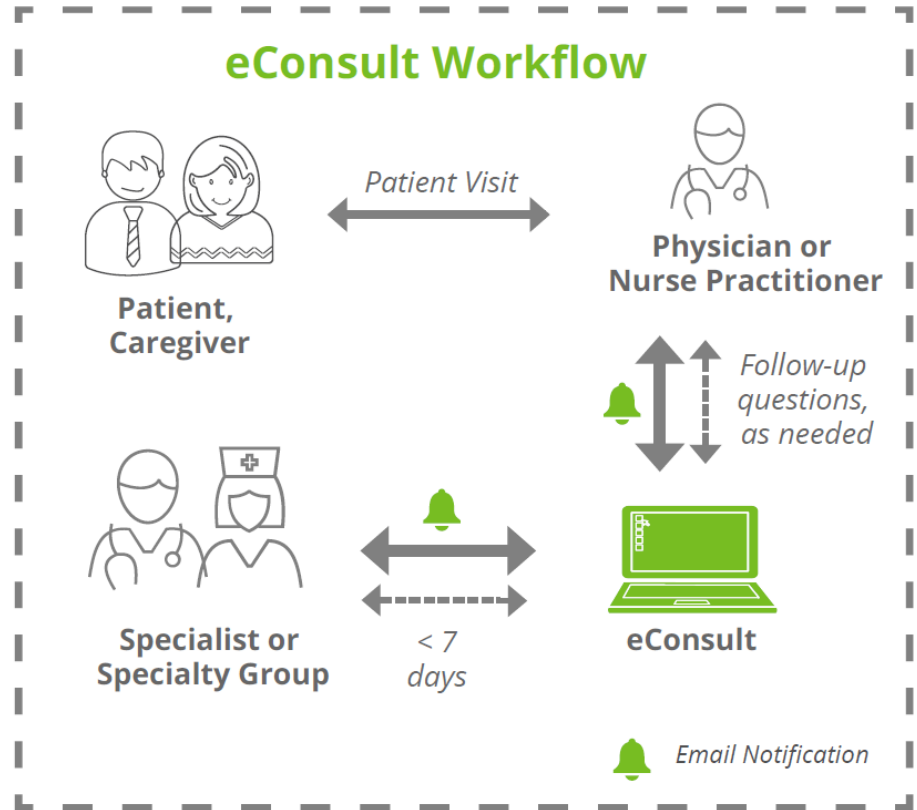 eConsult Workflow
Patient Visit
Patient,
Caregiver
Physician or
Nurse Practitioner
Follow-up
questions,
as needed
Specialist or
Specialty Group
< 7
days
eConsult
Email Notification